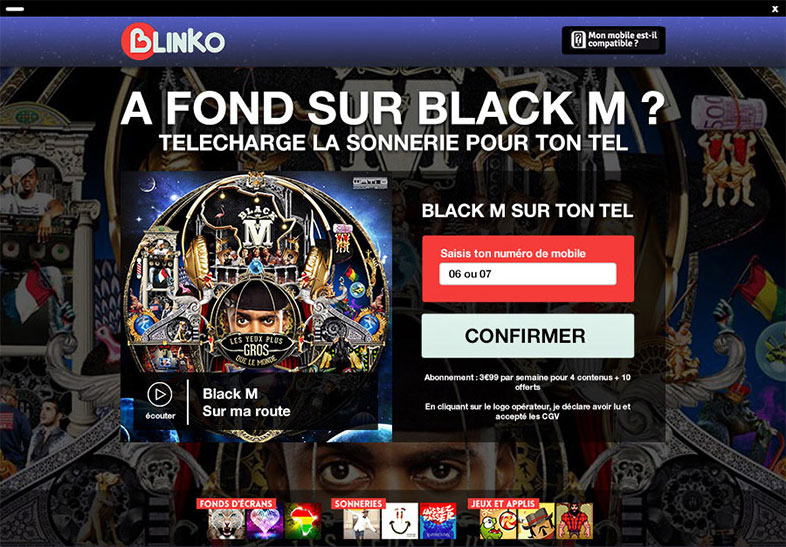 x
BLINKO
Mon mobile est-il
compatible ?
A FOND SUR BLACK M ?
TELECHARGE LA SONNERIE POUR TON TEL
WATI B
BLACK
M
LES YEUX PLUS
GROS
QUE LE MONDE
écouter
Black M
Sur ma route
BLACK M SUR TON TEL
Saisis ton numéro de mobile
06 ou 07
CONFIRMER
Abonnement : 3€99 par semaine pour 4 contenus + 10
offerts
En cliquant sur le logo opérateur, je déclare avoir lu et
accepté les CGV
500
FONDS D'ÉCRANS
SONNERIES
JEUX ET APPLIS